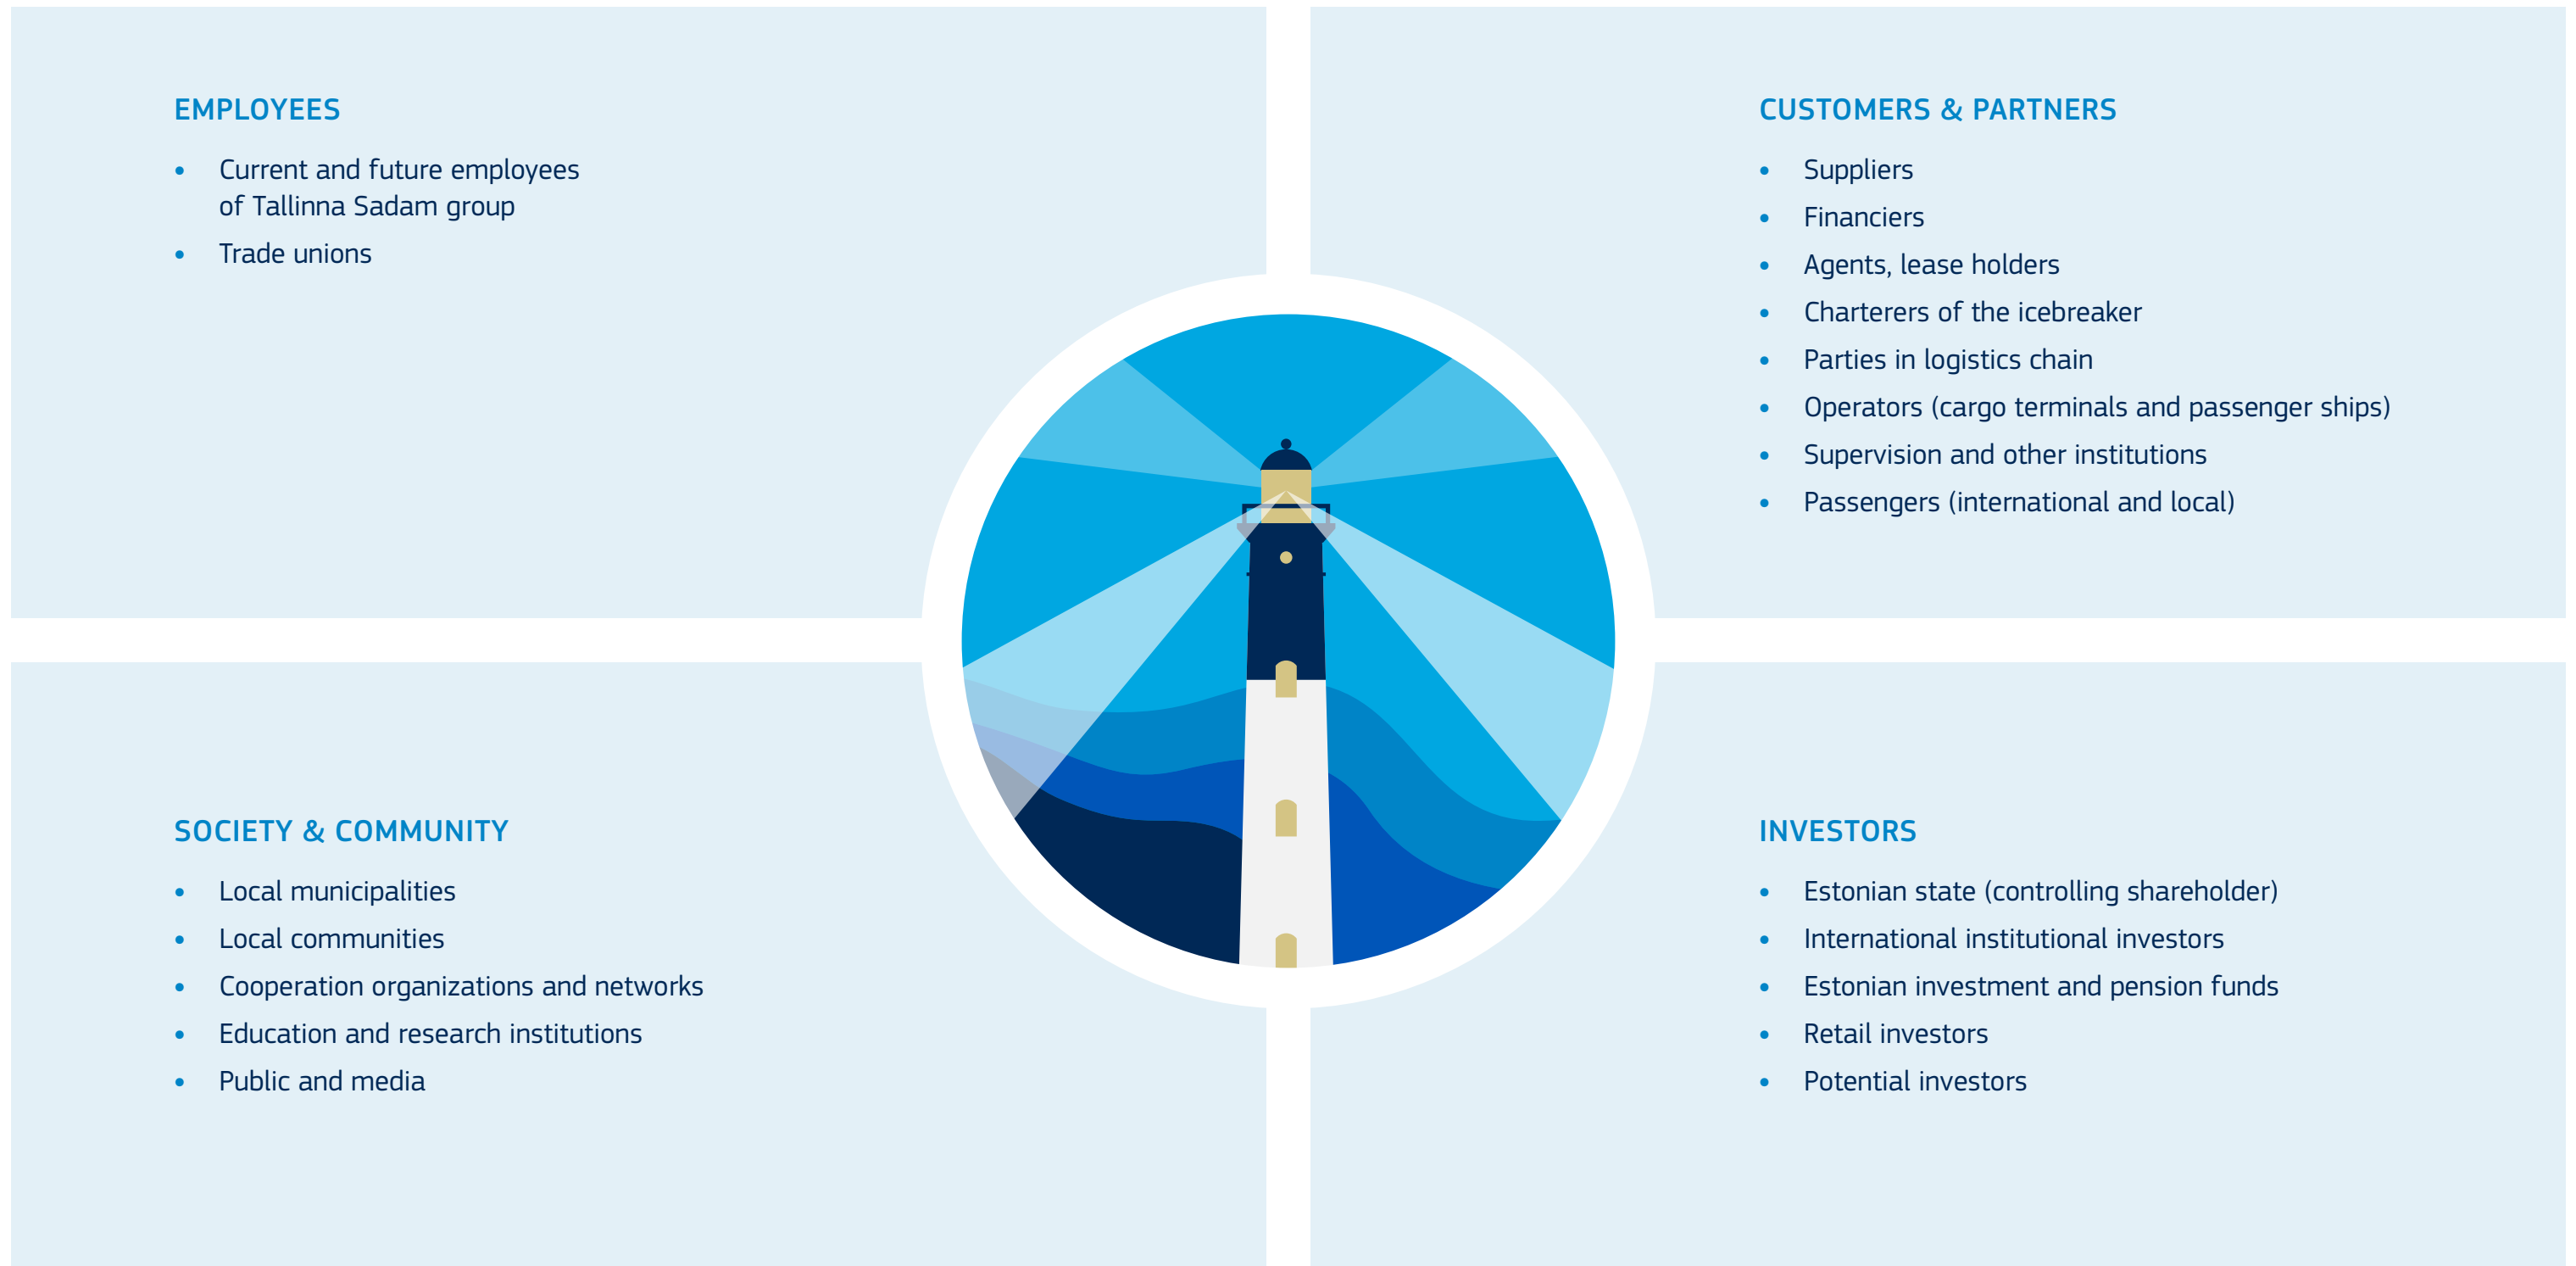 EMPLOYEES
• Current and future employees
of Tallinna Sadam group
• Trade unions
CUSTOMERS & PARTNERS
• Suppliers
• Financiers
• Agents, lease holders
• Charterers of the icebreaker
• Parties in logistics chain
• Operators (cargo terminals and passenger ships)
• Supervision and other institutions
• Passengers (international and local)
SOCIETY & COMMUNITY
• Local municipalities
• Local communities
• Cooperation organizations and networks
• Education and research institutions
• Public and media
INVESTORS
• Estonian state (controlling shareholder)
• International institutional investors
• Estonian investment and pension funds
• Retail investors
• Potential investors